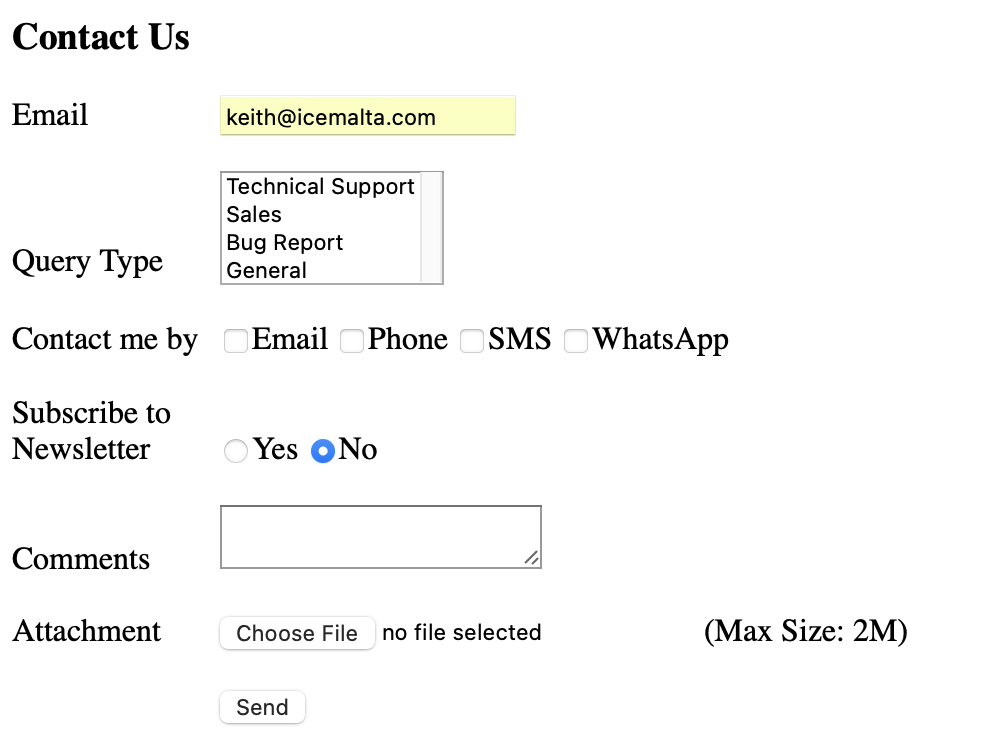 Contact Us
Email keith@icemalta.com
Technical Support
Sales
Bug Report
Query Type General
Contact me by Email Phone SMS WhatsApp
Subscribe to
Newsletter Yes No
Comments
Attachment Choose File no file selected (Max Size: 2M)
Send